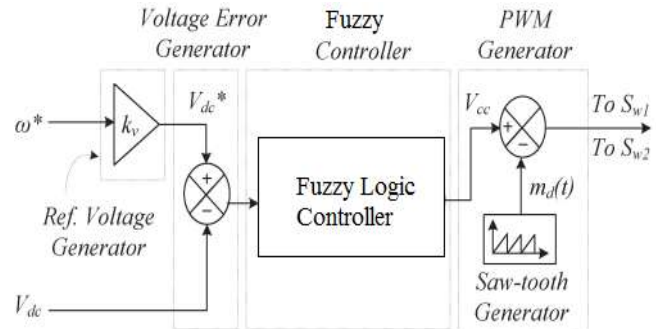 Voltage Error
Generator
Fuzzy
Controller
PWM
Generator
ω*
k_v
V_dc*
+
−
Ref. Voltage
Generator
V_dc
Fuzzy Logic
Controller
V_cc
+
−
To S_w1
To S_w2
m_d(t)
Saw-tooth
Generator